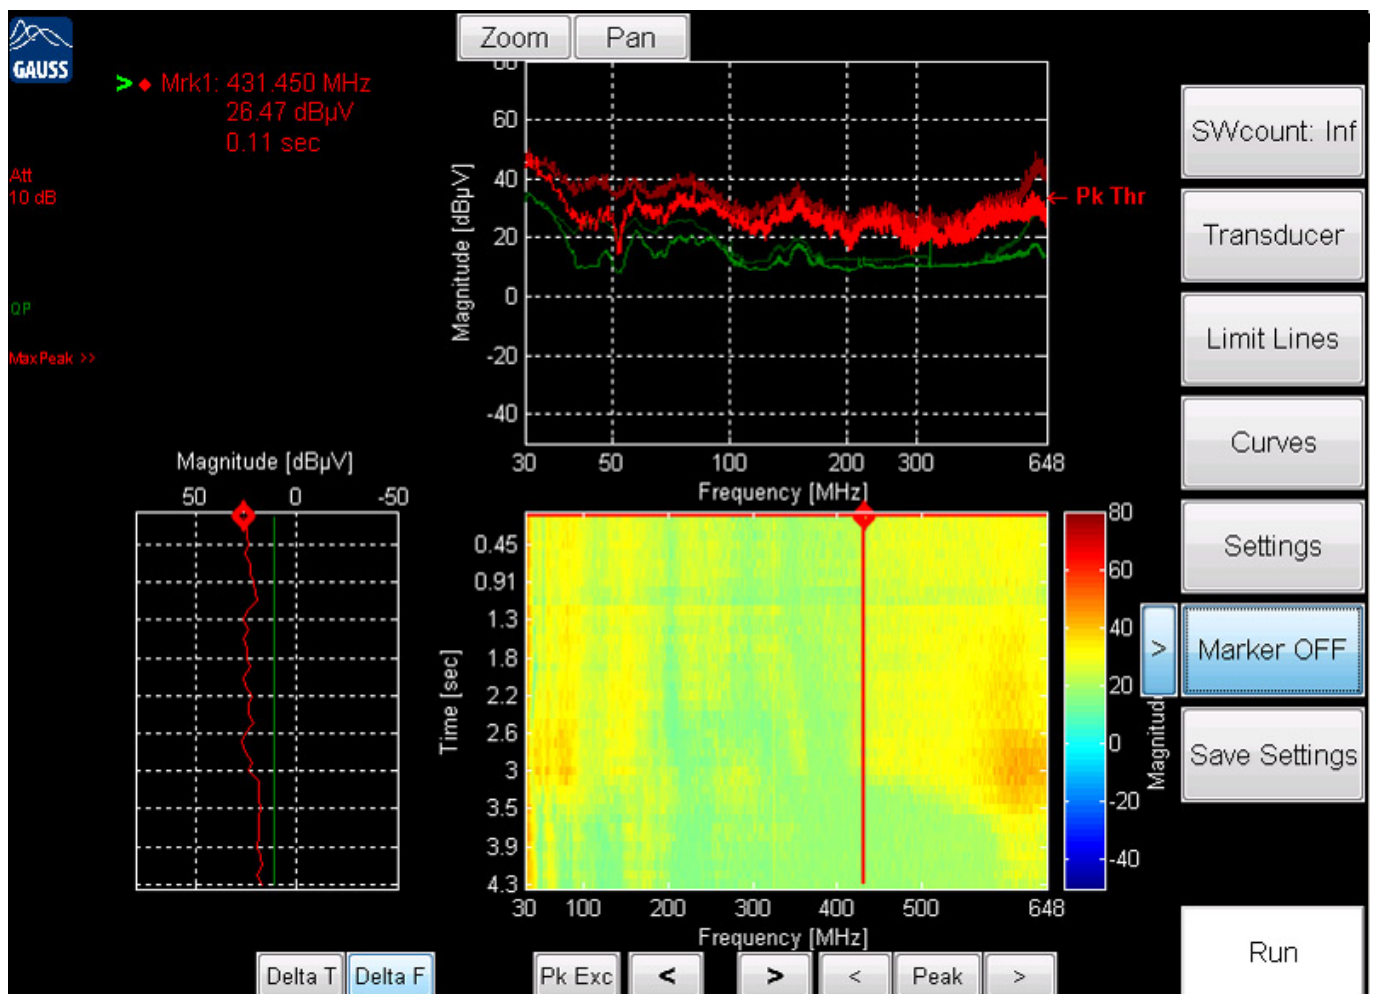 GAUSS
Zoom
Pan
> Mrk1: 431.450 MHz
26.47 dBµV
0.11 sec
Att
10 dB
QP
MaxPeak >>
Magnitude [dBµV]
80
60
40
20
0
-20
-40
← Pk Thr
30 50 100 200 300 648
Frequency [MHz]
Magnitude [dBµV]
50 0 -50
Time [sec]
0.45
0.91
1.3
1.8
2.2
2.6
3
3.5
3.9
4.3
30 100 200 300 400 500 648
Frequency [MHz]
80
60
40
20
0
-20
-40
Magnitud
SWcount: Inf
Transducer
Limit Lines
Curves
Settings
>
Marker OFF
Save Settings
Run
Delta T
Delta F
Pk Exc
<
>
<
Peak
>